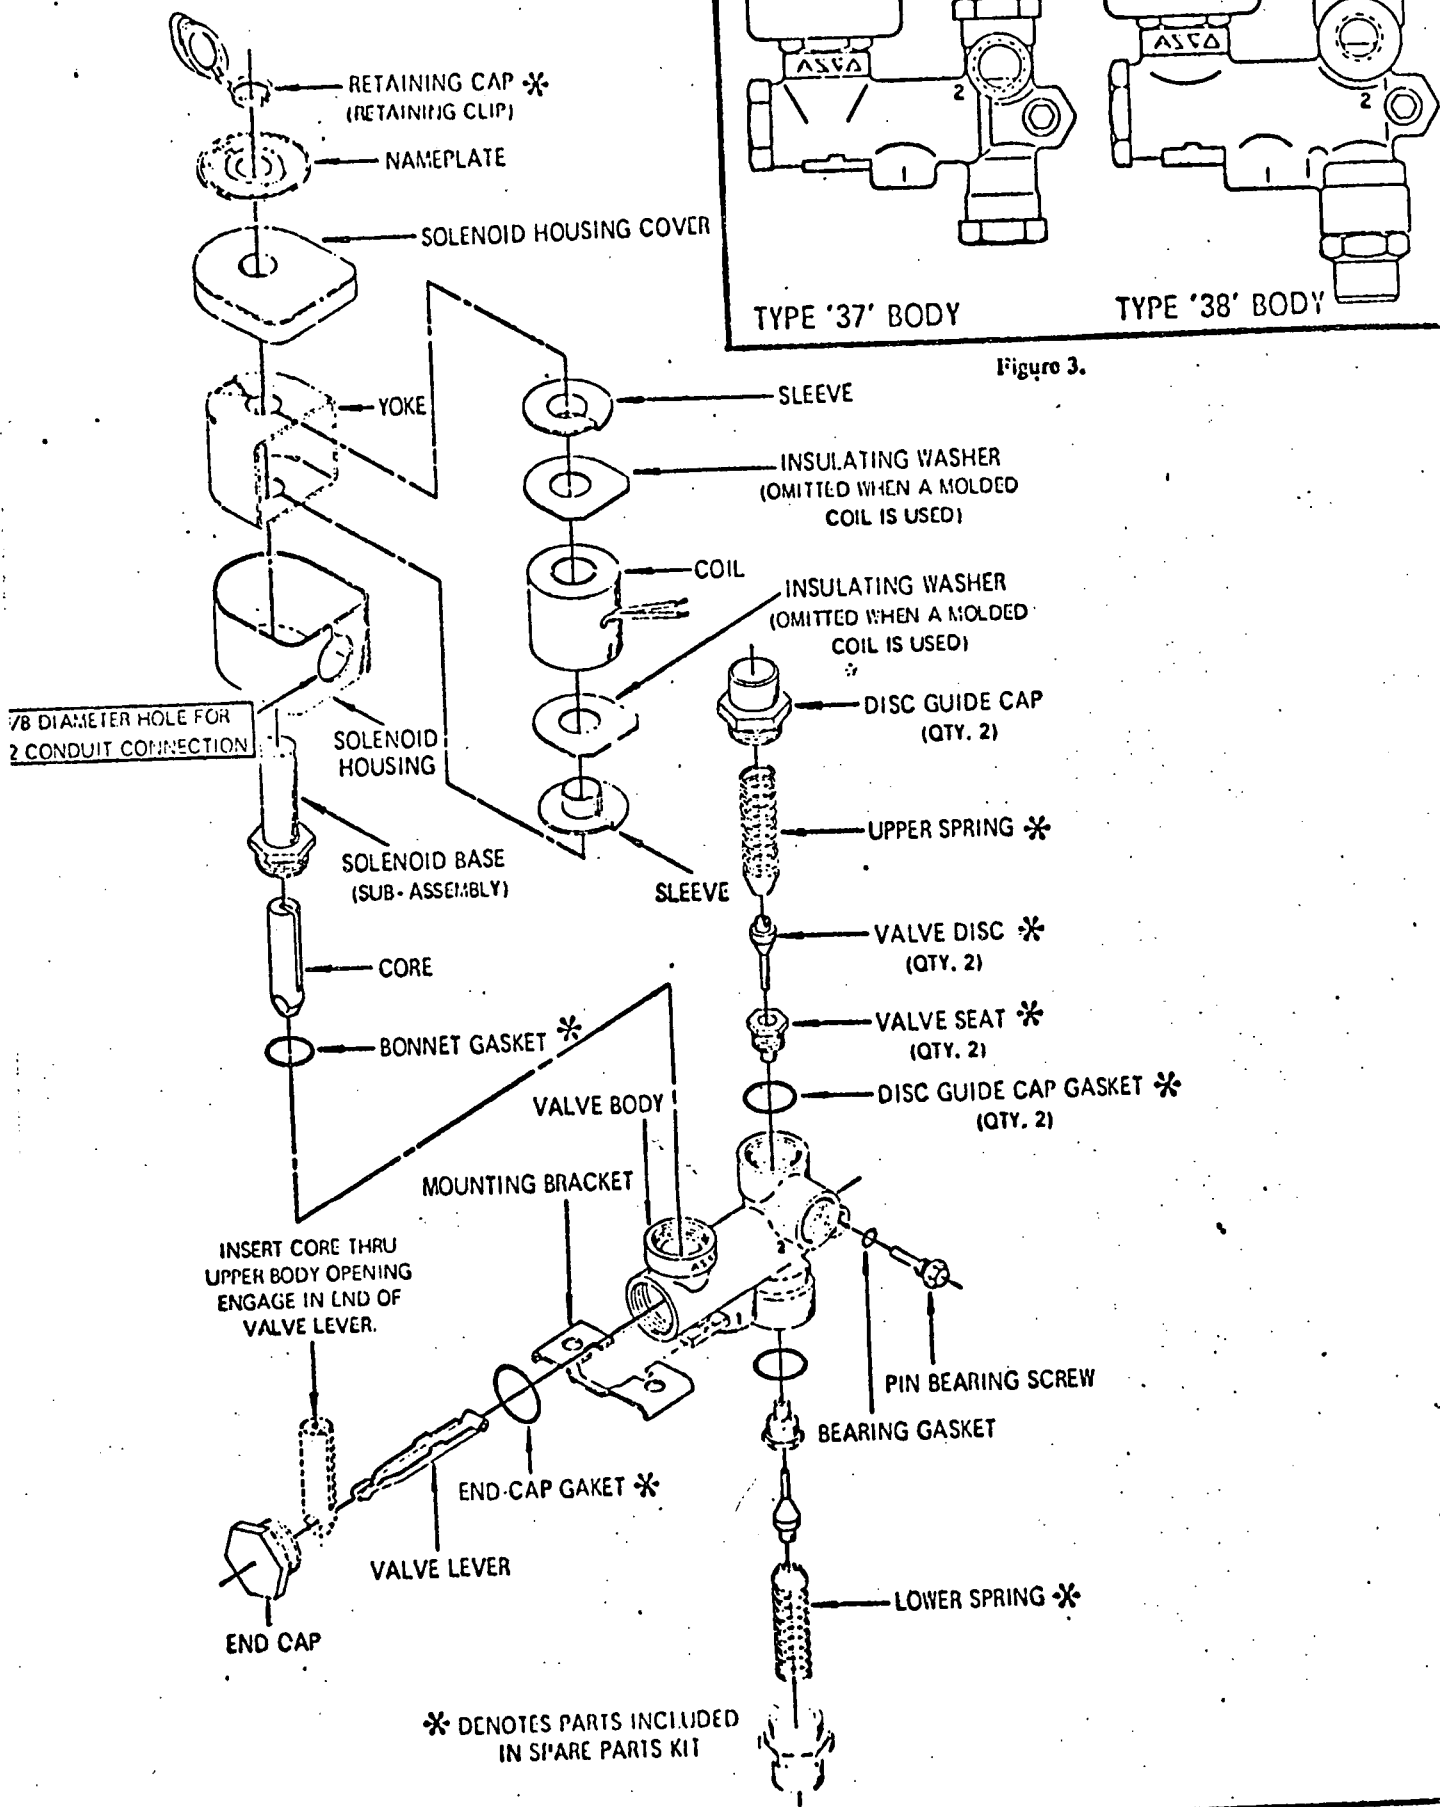 ASCO
2
1
TYPE '37' BODY
ASCO
2
1
TYPE '38' BODY
Figure 3.
RETAINING CAP *
(RETAINING CLIP)
NAMEPLATE
SOLENOID HOUSING COVER
YOKE
SLEEVE
INSULATING WASHER
(OMITTED WHEN A MOLDED
COIL IS USED)
COIL
INSULATING WASHER
(OMITTED WHEN A MOLDED
COIL IS USED)
/8 DIAMETER HOLE FOR
2 CONDUIT CONNECTION
SOLENOID
HOUSING
SOLENOID BASE
(SUB-ASSEMBLY)
SLEEVE
DISC GUIDE CAP
(QTY. 2)
UPPER SPRING *
VALVE DISC *
(QTY. 2)
CORE
VALVE SEAT *
(QTY. 2)
BONNET GASKET *
DISC GUIDE CAP GASKET *
(QTY. 2)
VALVE BODY
MOUNTING BRACKET
INSERT CORE THRU
UPPER BODY OPENING
ENGAGE IN END OF
VALVE LEVER.
2
1
PIN BEARING SCREW
BEARING GASKET
END-CAP GAKET *
VALVE LEVER
LOWER SPRING *
END CAP
* DENOTES PARTS INCLUDED
IN SPARE PARTS KIT